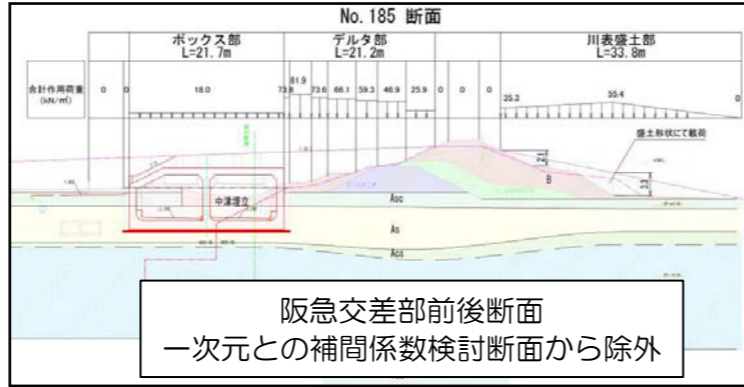 No. 185 断面
ボックス部 デルタ部 川表盛土部
L=21.7m L=21.2m L=33.8m
合計作用荷重
(kN/㎡)
0 0 18.0 73.8 81.9 73.6 66.1 59.3 46.9 25.9 0 0 0 35.3 55.4 0
盛土形状にて載荷
2.1
3.3
B
中溝埋立
Asc
As
Acs
阪急交差部前後断面
一次元との補間係数検討断面から除外